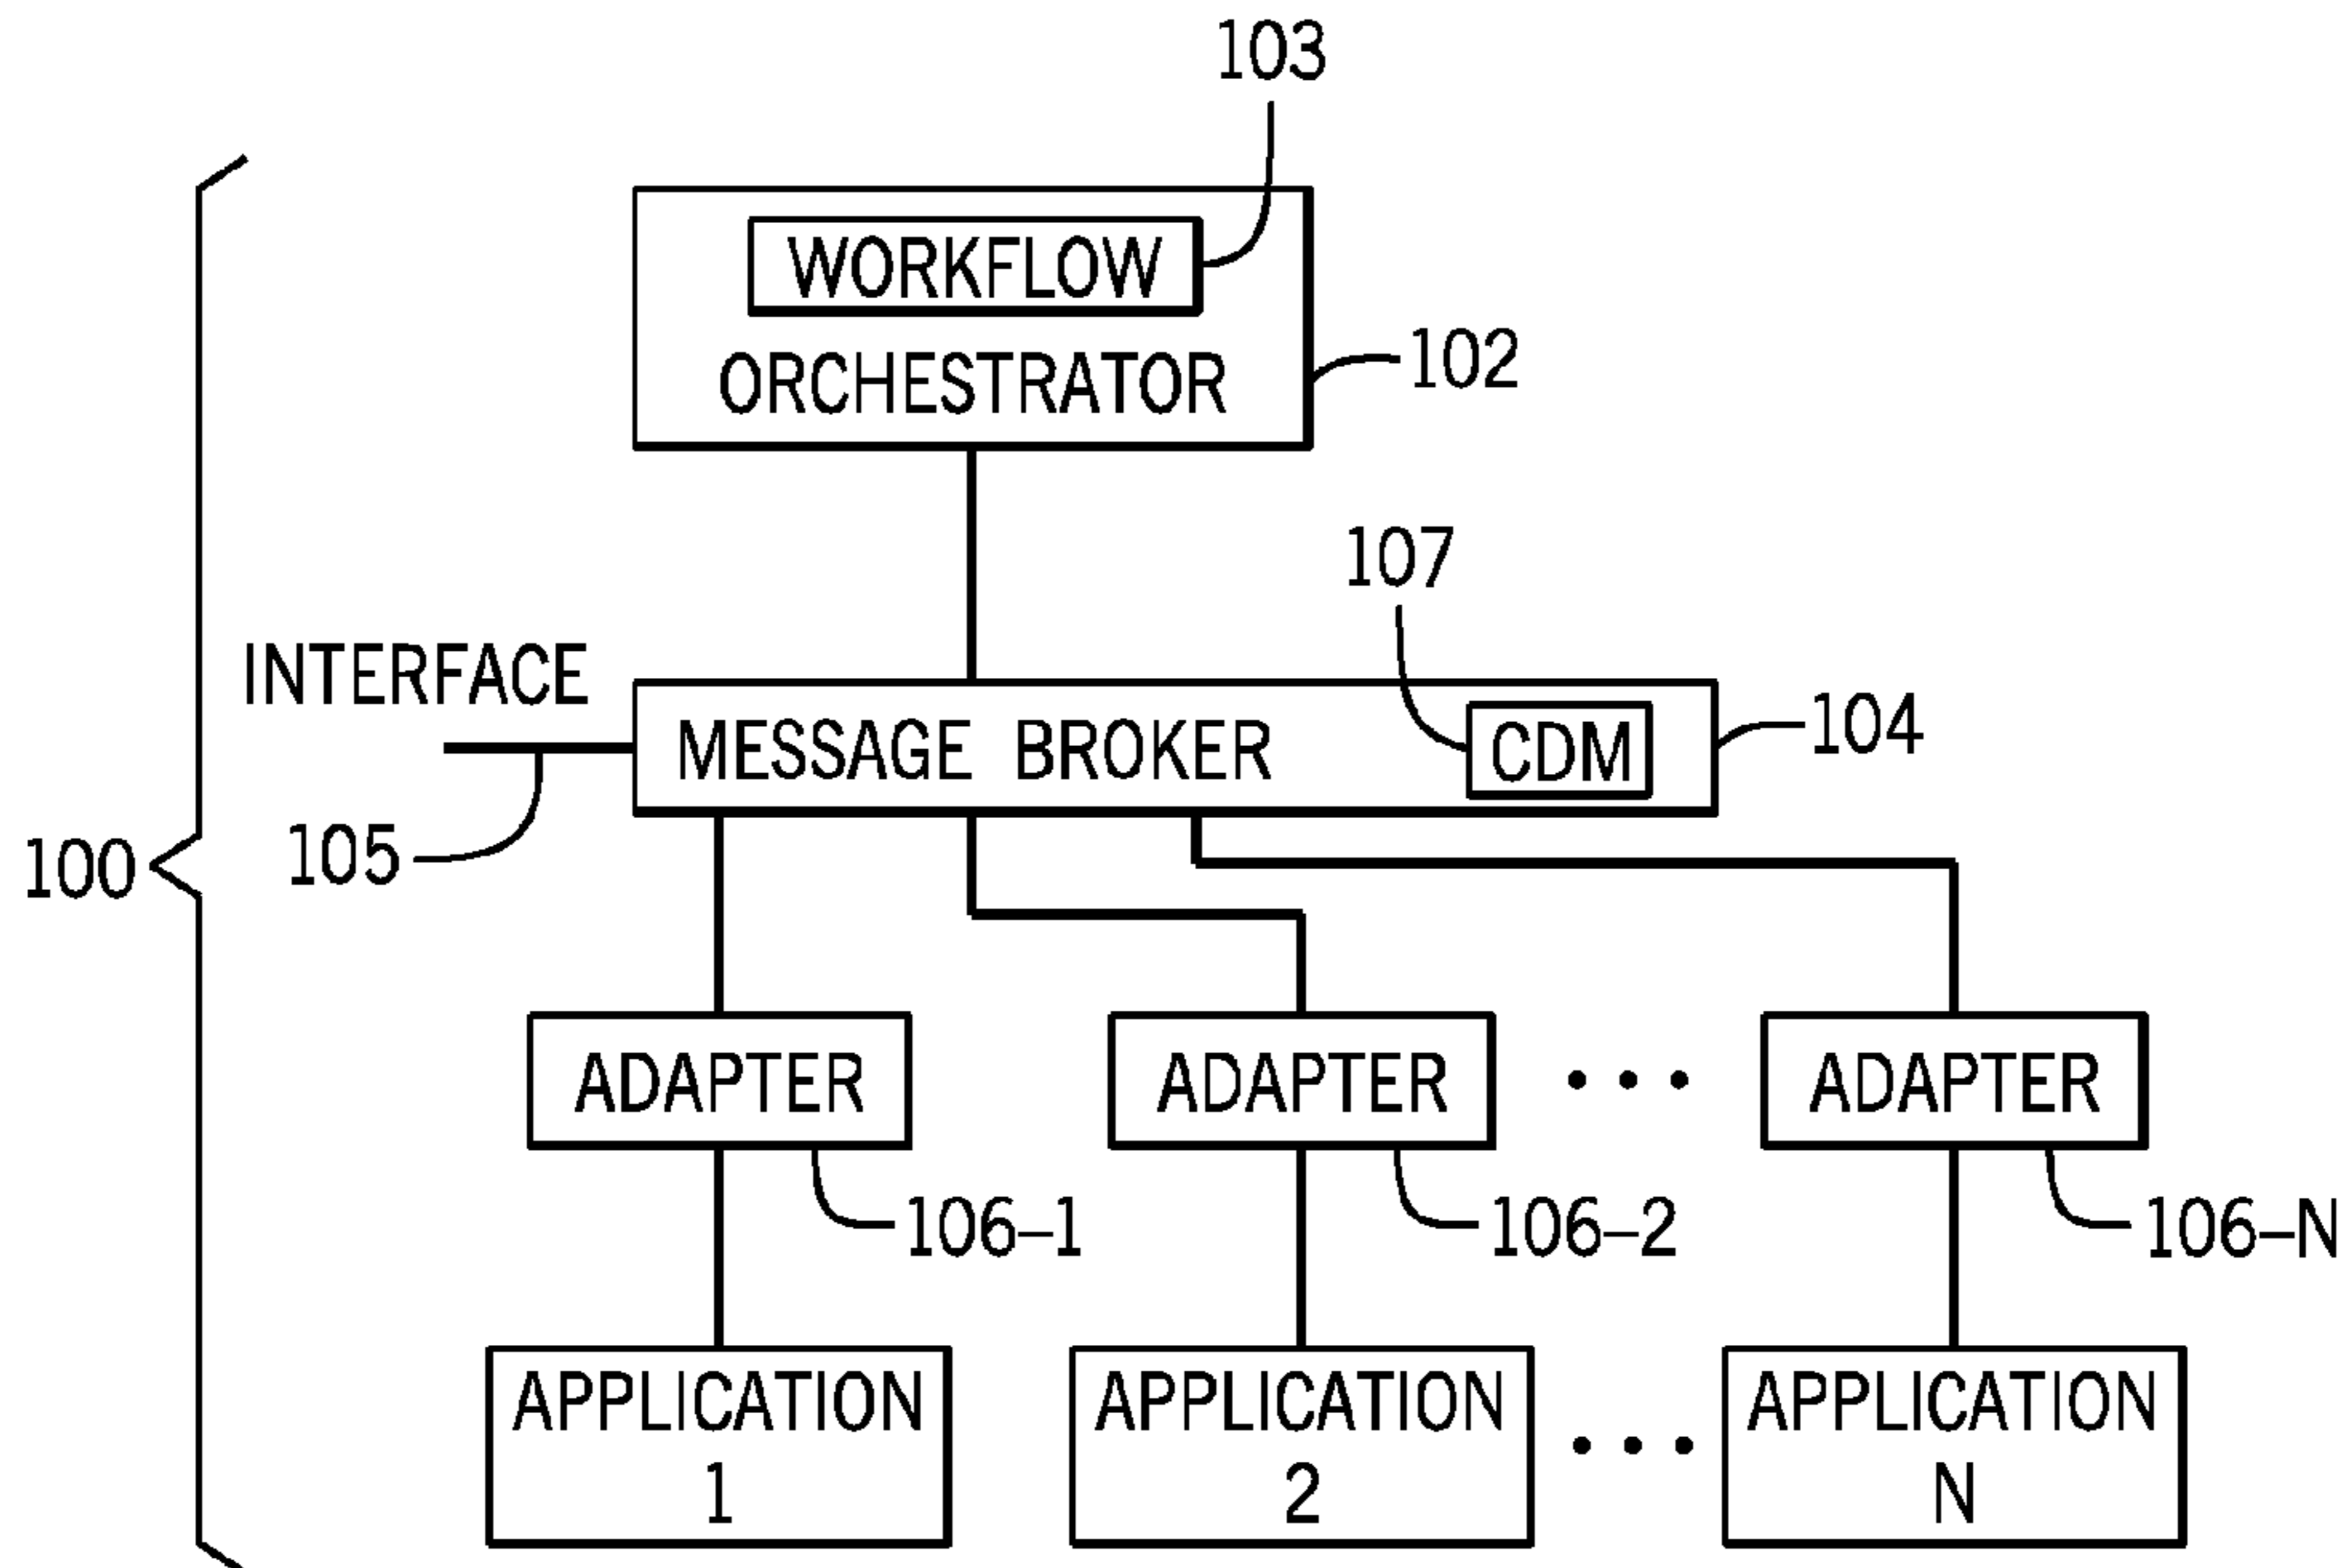 103
WORKFLOW
ORCHESTRATOR
102
107
INTERFACE
MESSAGE BROKER
CDM
104
105
100
ADAPTER
ADAPTER
• • •
ADAPTER
106–1
106–2
106–N
APPLICATION
1
APPLICATION
2
• • •
APPLICATION
N